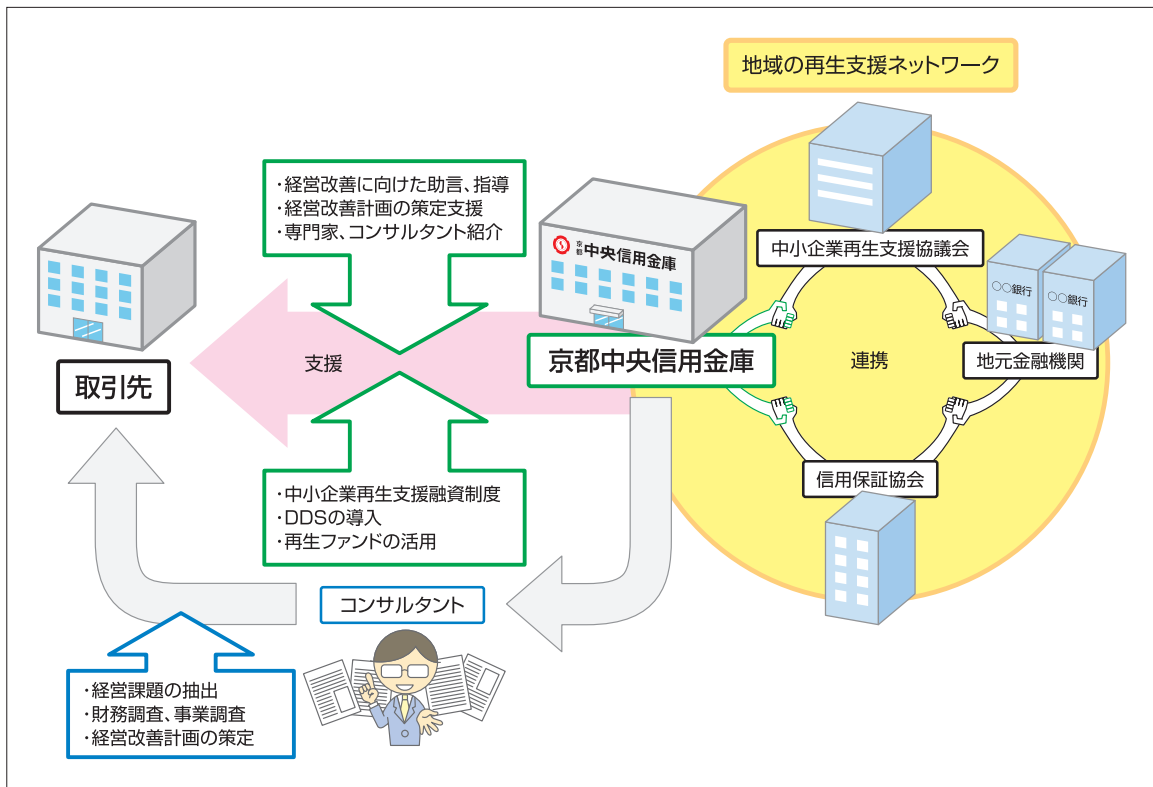 地域の再生支援ネットワーク
・経営改善に向けた助言、指導
・経営改善計画の策定支援
・専門家、コンサルタント紹介
京都 中央信用金庫
中小企業再生支援協議会
○○銀行
○○銀行
取引先
支援
京都中央信用金庫
連携
地元金融機関
信用保証協会
・中小企業再生支援融資制度
・DDSの導入
・再生ファンドの活用
コンサルタント
・経営課題の抽出
・財務調査、事業調査
・経営改善計画の策定